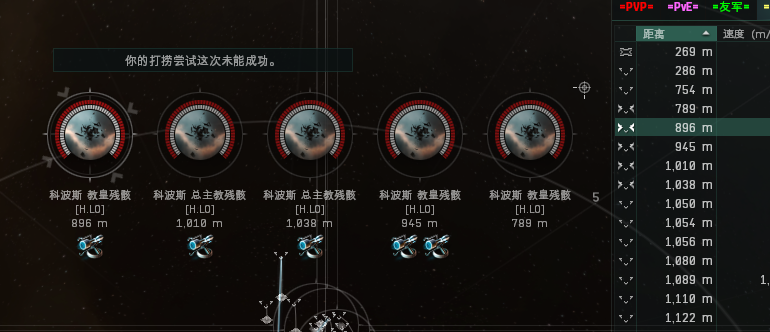 =PVP= =PvE= =友军= =
距离 速度 (m/
269 m
286 m
754 m
789 m
896 m
945 m
1,010 m
1,038 m
1,050 m
1,054 m
1,056 m
1,080 m
1,089 m 1,
1,110 m
1,122 m
你的打捞尝试这次未能成功。
科波斯 教皇残骸
[H.LO]
896 m
科波斯 总主教残骸
[H.LO]
1,010 m
科波斯 总主教残骸
[H.LO]
1,038 m
科波斯 教皇残骸
[H.LO]
945 m
科波斯 教皇残骸
[H.LO]
789 m
5